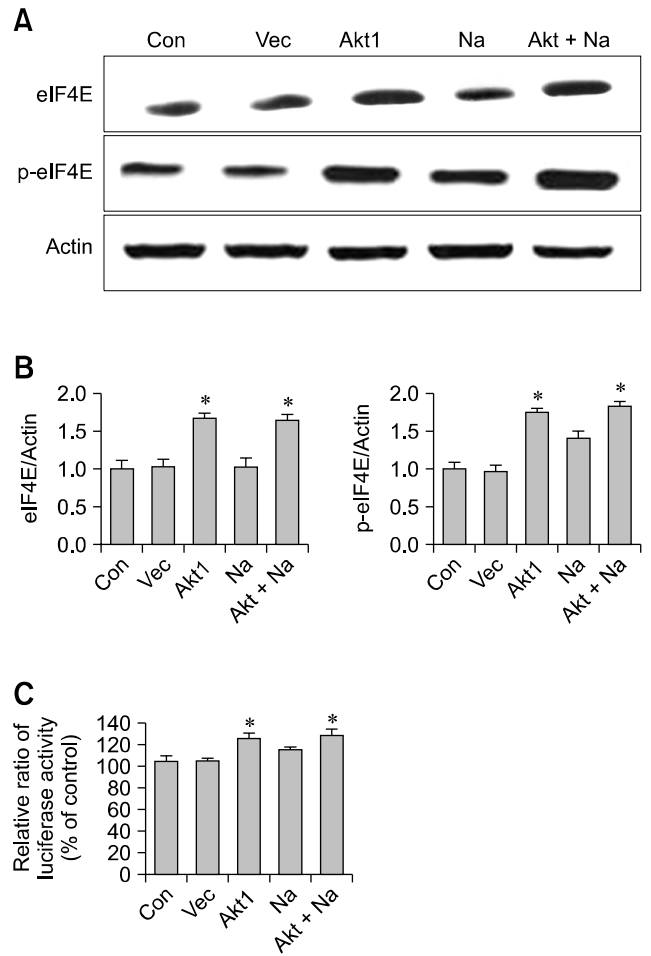 A
Con Vec Akt1 Na Akt + Na
eIF4E
p-eIF4E
Actin
B
eIF4E/Actin
2.0
1.5
1.0
0.5
0.0
* *
Con Vec Akt1 Na Akt + Na
p-eIF4E/Actin
2.0
1.5
1.0
0.5
0.0
* *
Con Vec Akt1 Na Akt + Na
C
Relative ratio of
luciferase activity
(% of control)
140
120
100
80
60
40
20
0
* *
Con Vec Akt1 Na Akt + Na